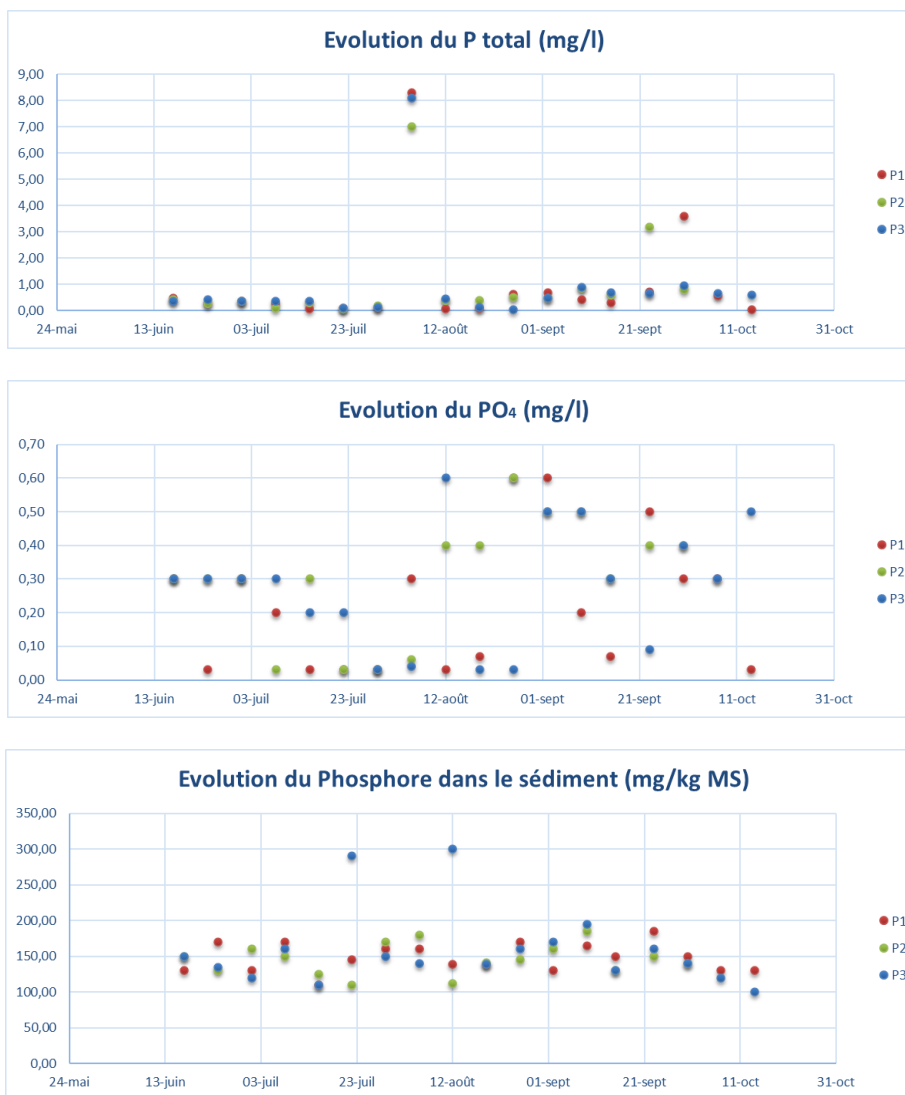 Evolution du P total (mg/l)
9,00
8,00
7,00
6,00
5,00
4,00
3,00
2,00
1,00
0,00
24-mai 13-juin 03-juil 23-juil 12-août 01-sept 21-sept 11-oct 31-oct
P1
P2
P3
Evolution du PO4 (mg/l)
0,70
0,60
0,50
0,40
0,30
0,20
0,10
0,00
24-mai 13-juin 03-juil 23-juil 12-août 01-sept 21-sept 11-oct 31-oct
P1
P2
P3
Evolution du Phosphore dans le sédiment (mg/kg MS)
350,00
300,00
250,00
200,00
150,00
100,00
50,00
0,00
24-mai 13-juin 03-juil 23-juil 12-août 01-sept 21-sept 11-oct 31-oct
P1
P2
P3